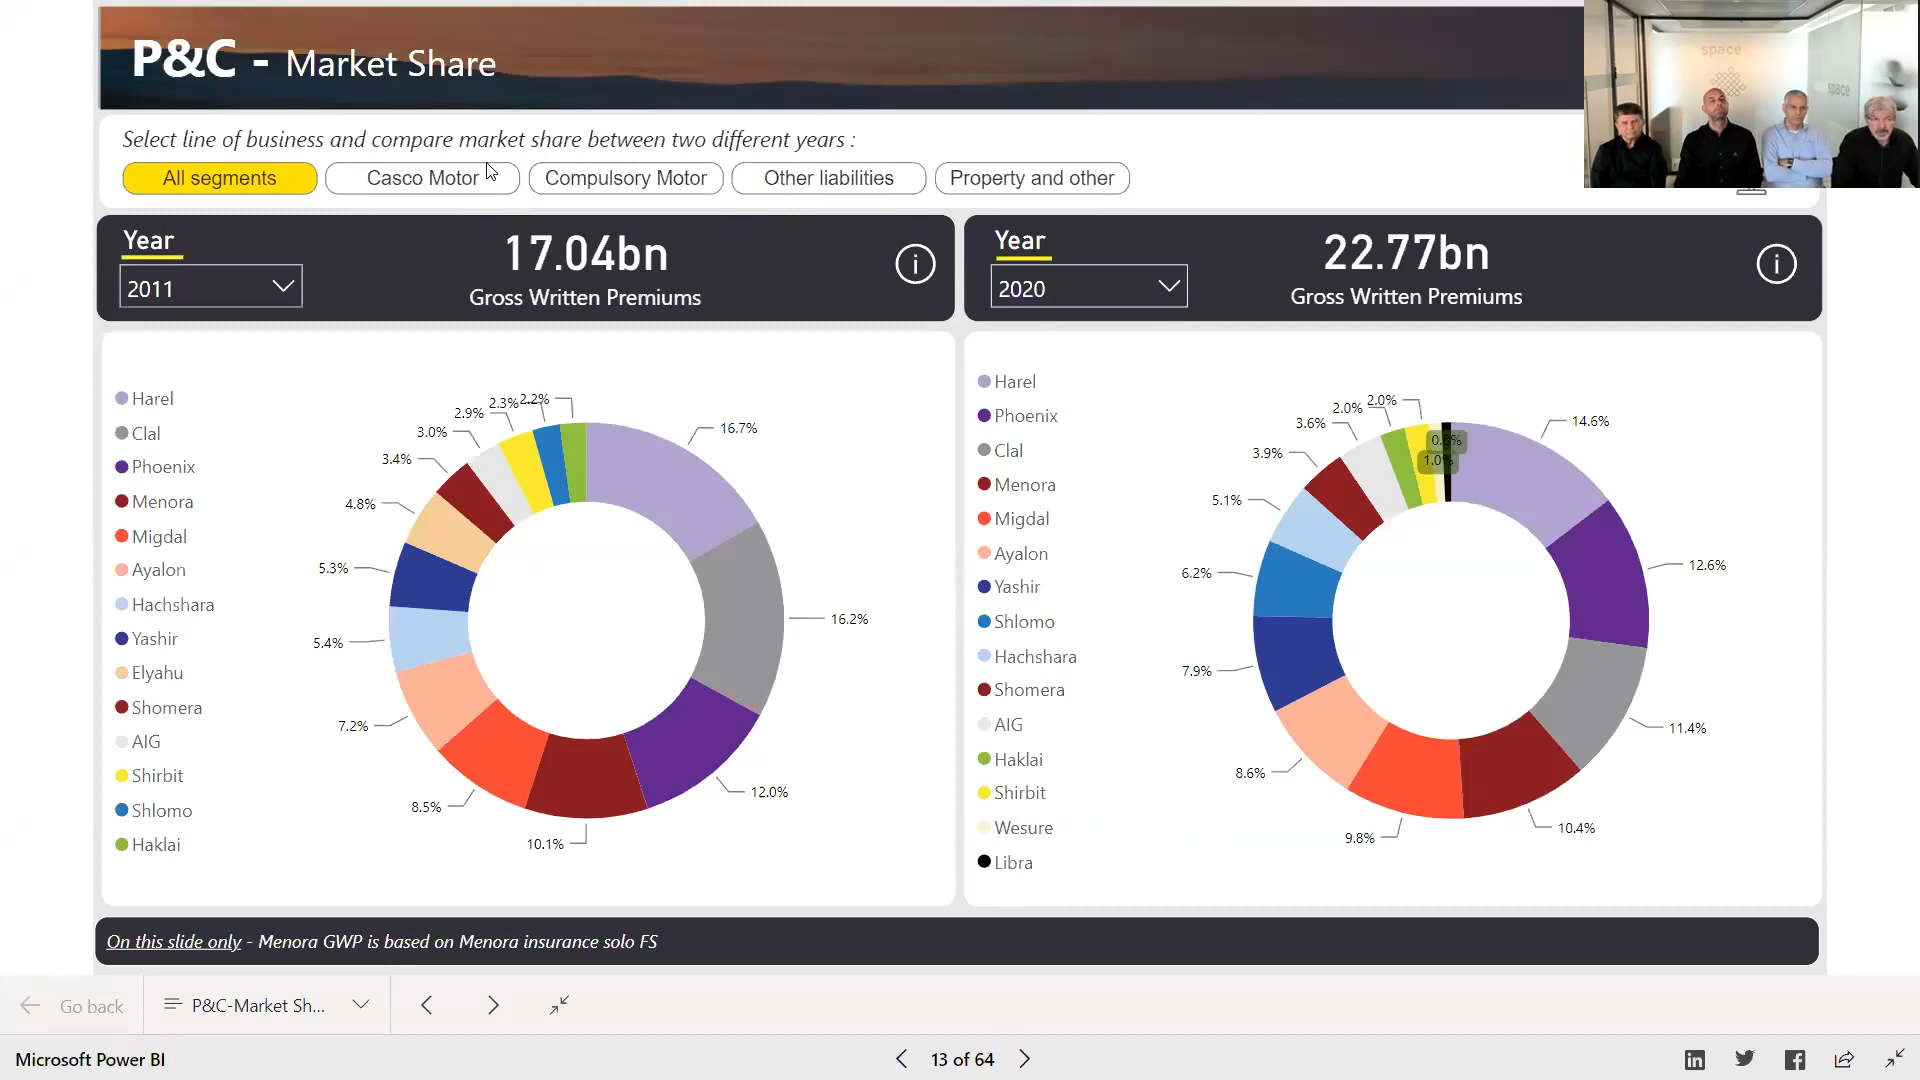 P&C - Market Share
space
space
Select line of business and compare market share between two different years :
All segments
Casco Motor
Compulsory Motor
Other liabilities
Property and other
Year
2011
17.04bn
Gross Written Premiums
i
Year
2020
22.77bn
Gross Written Premiums
i
Harel
Clal
Phoenix
Menora
Migdal
Ayalon
Hachshara
Yashir
Elyahu
Shomera
AIG
Shirbit
Shlomo
Haklai
16.7%
16.2%
12.0%
10.1%
8.5%
7.2%
5.4%
5.3%
4.8%
3.4%
3.0%
2.9%
2.3%
2.2%
Harel
Phoenix
Clal
Menora
Migdal
Ayalon
Yashir
Shlomo
Hachshara
Shomera
AIG
Haklai
Shirbit
Wesure
Libra
14.6%
12.6%
11.4%
10.4%
9.8%
8.6%
7.9%
6.2%
5.1%
3.9%
3.6%
2.0%
2.0%
1.0%
On this slide only - Menora GWP is based on Menora insurance solo FS
Go back
P&C-Market Sh...
Microsoft Power BI
13 of 64